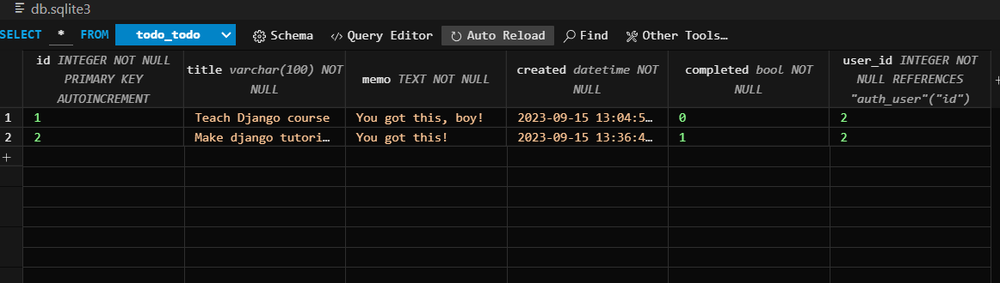 db.sqlite3
SELECT * FROM todo_todo Schema Query Editor Auto Reload Find Other Tools…
id INTEGER NOT NULL PRIMARY KEY AUTOINCREMENT
title varchar(100) NOT NULL
memo TEXT NOT NULL
created datetime NOT NULL
completed bool NOT NULL
user_id INTEGER NOT NULL REFERENCES "auth_user"("id")
+
1 1 Teach Django course You got this, boy! 2023-09-15 13:04:5… 0 2
2 2 Make django tutori… You got this! 2023-09-15 13:36:4… 1 2
+